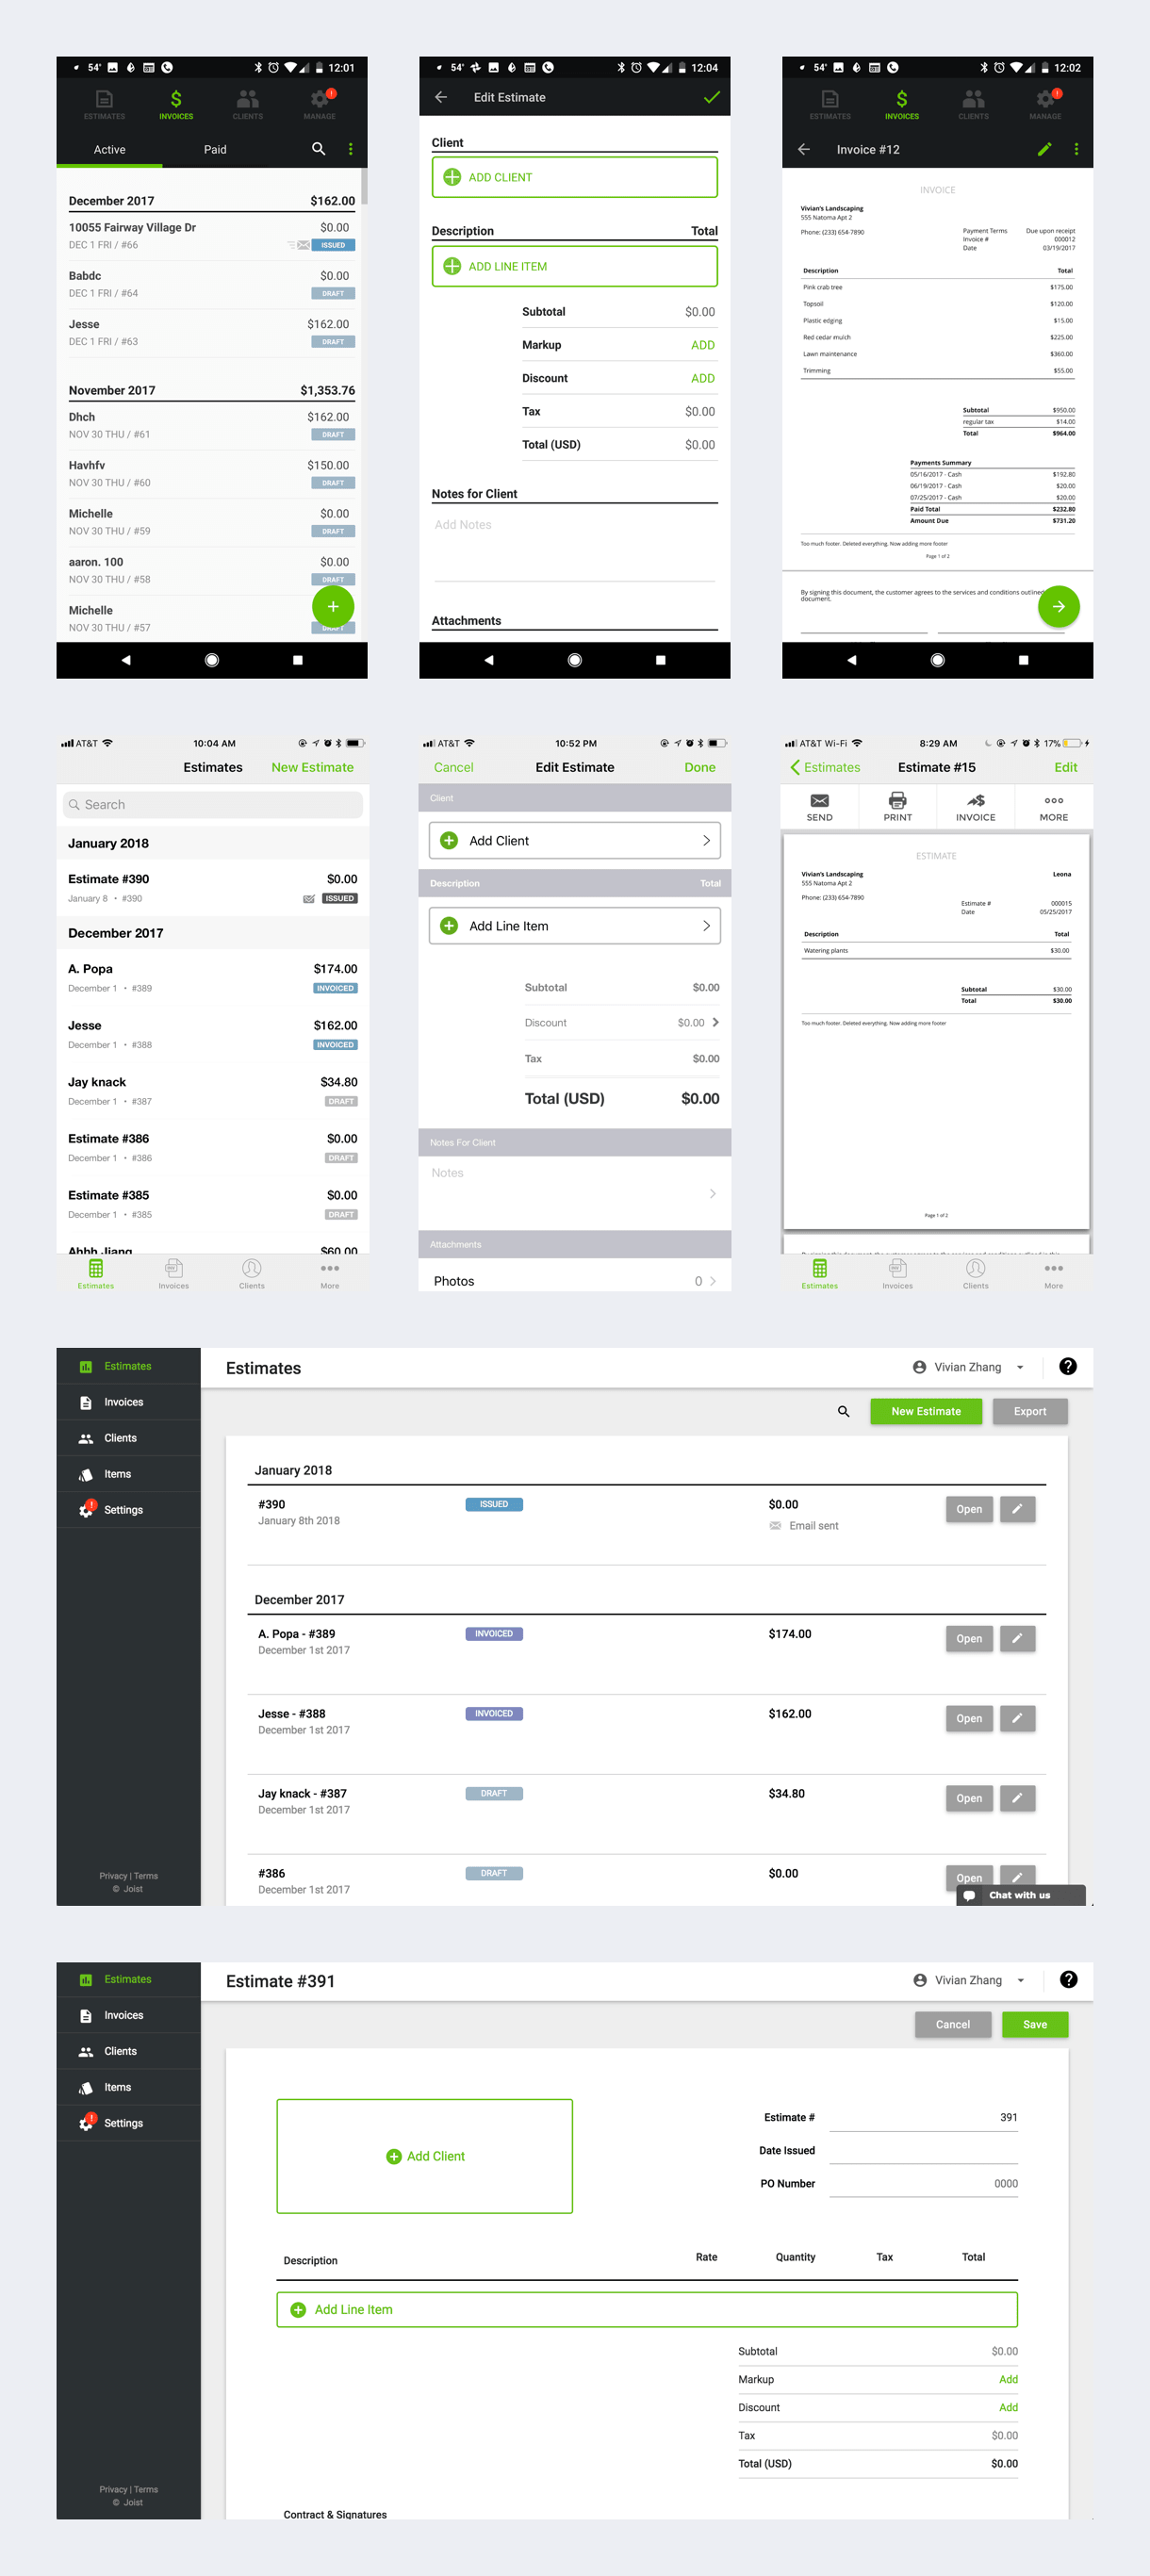 54° 12:01
ESTIMATES INVOICES CLIENTS MANAGE
Active Paid
December 2017 $162.00
10055 Fairway Village Dr $0.00
DEC 1 FRI / #66 ISSUED
Babdc $0.00
DEC 1 FRI / #64 DRAFT
Jesse $162.00
DEC 1 FRI / #63 DRAFT
November 2017 $1,353.76
Dhch $162.00
NOV 30 THU / #61 DRAFT
Havhfv $150.00
NOV 30 THU / #60 DRAFT
Michelle $0.00
NOV 30 THU / #59 DRAFT
aaron. 100 $0.00
NOV 30 THU / #58 DRAFT
Michelle
NOV 30 THU / #57 DRAFT
54° 12:04
Edit Estimate
Client
ADD CLIENT
Description Total
ADD LINE ITEM
Subtotal $0.00
Markup ADD
Discount ADD
Tax $0.00
Total (USD) $0.00
Notes for Client
Add Notes
Attachments
54° 12:02
ESTIMATES INVOICES CLIENTS MANAGE
Invoice #12
INVOICE
Vivian's Landscaping
555 Natoma Apt 2
Phone: (233) 654-7890
Payment Terms Due upon receipt
Invoice # 000012
Date 03/19/2017
Description Total
Pink crab tree $175.00
Topsoil $120.00
Plastic edging $15.00
Red cedar mulch $225.00
Lawn maintenance $360.00
Trimming $55.00
Subtotal $950.00
regular tax $14.00
Total $964.00
Payments Summary
05/16/2017 - Cash $192.80
06/19/2017 - Cash $20.00
07/25/2017 - Cash $20.00
Paid Total $232.80
Amount Due $731.20
Too much footer. Deleted everything. Now adding more footer
Page 1 of 2
By signing this document, the customer agrees to the services and conditions outlined
document.
AT&T 10:04 AM
Estimates New Estimate
Search
January 2018
Estimate #390 $0.00
January 8 • #390 ISSUED
December 2017
A. Popa $174.00
December 1 • #389 INVOICED
Jesse $162.00
December 1 • #388 INVOICED
Jay knack $34.80
December 1 • #387 DRAFT
Estimate #386 $0.00
December 1 • #386 DRAFT
Estimate #385 $0.00
December 1 • #385 DRAFT
Ahhh Jiang $60.00
Estimates Invoices Clients More
AT&T 10:52 PM
Cancel Edit Estimate Done
Client
Add Client
Description Total
Add Line Item
Subtotal $0.00
Discount $0.00
Tax $0.00
Total (USD) $0.00
Notes For Client
Notes
Attachments
Photos 0
AT&T Wi-Fi 8:29 AM 17%
Estimates Estimate #15 Edit
SEND PRINT INVOICE MORE
ESTIMATE
Vivian's Landscaping Leona
555 Natoma Apt 2
Phone: (233) 654-7890
Estimate # 000015
Date 05/25/2017
Description Total
Watering plants $30.00
Subtotal $30.00
Total $30.00
Too much footer. Deleted everything. Now adding more footer
Page 1 of 2
By signing this document, the customer agrees to the services and conditions outlined in this
Estimates Invoices Clients More
Estimates
Invoices
Clients
Items
Settings
Privacy | Terms
© Joist
Estimates Vivian Zhang
New Estimate Export
January 2018
#390 ISSUED $0.00 Open
January 8th 2018 Email sent
December 2017
A. Popa - #389 INVOICED $174.00 Open
December 1st 2017
Jesse - #388 INVOICED $162.00 Open
December 1st 2017
Jay knack - #387 DRAFT $34.80 Open
December 1st 2017
#386 DRAFT $0.00 Open
December 1st 2017
Chat with us
Estimates
Invoices
Clients
Items
Settings
Privacy | Terms
© Joist
Estimate #391 Vivian Zhang
Cancel Save
Add Client
Estimate # 391
Date Issued
PO Number 0000
Description Rate Quantity Tax Total
Add Line Item
Subtotal $0.00
Markup Add
Discount Add
Tax $0.00
Total (USD) $0.00
Contract & Signatures